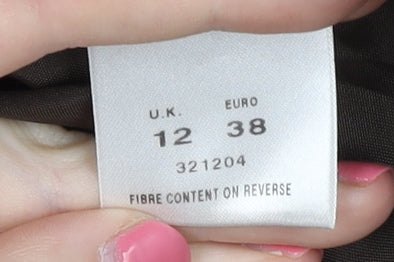 U.K. EURO
12 38
321204
FIBRE CONTENT ON REVERSE